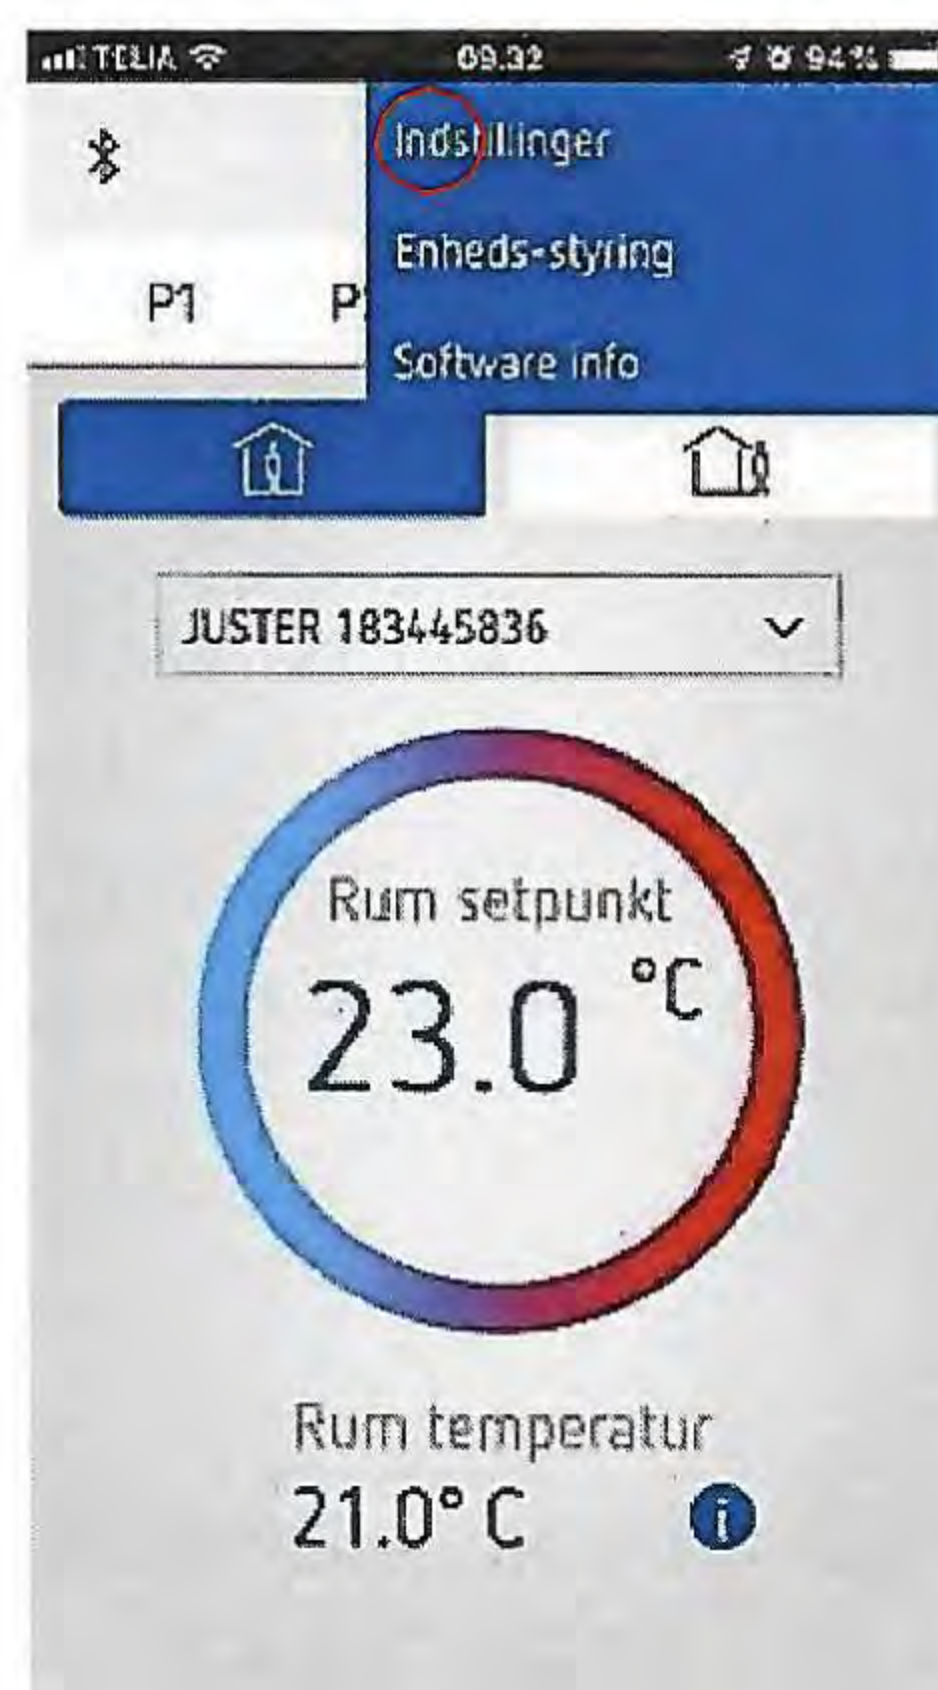 TELIA 09.32 94%
Indstillinger
Enheds-styring
P1 P
Software info
JUSTER 183445836
Rum setpunkt
23.0 °C
Rum temperatur
21.0° C
i